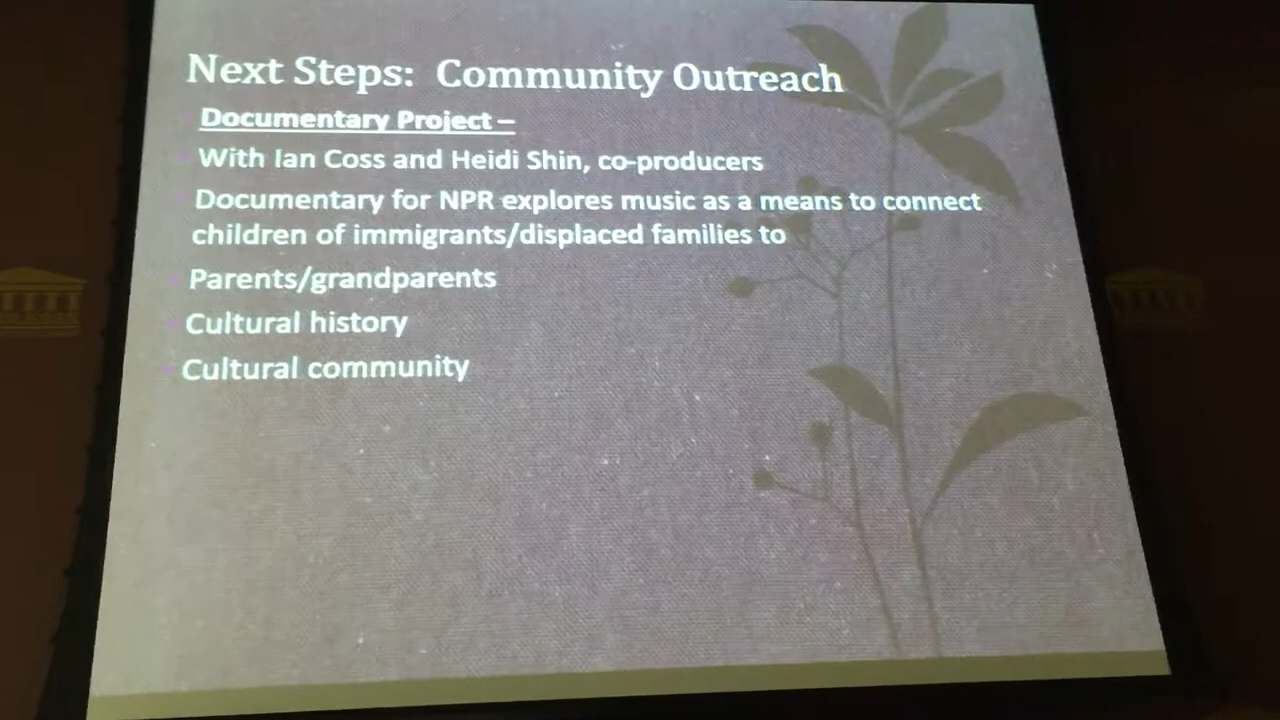 Next Steps: Community Outreach
Documentary Project –
With Ian Coss and Heidi Shin, co-producers
Documentary for NPR explores music as a means to connect
children of immigrants/displaced families to
Parents/grandparents
Cultural history
Cultural community